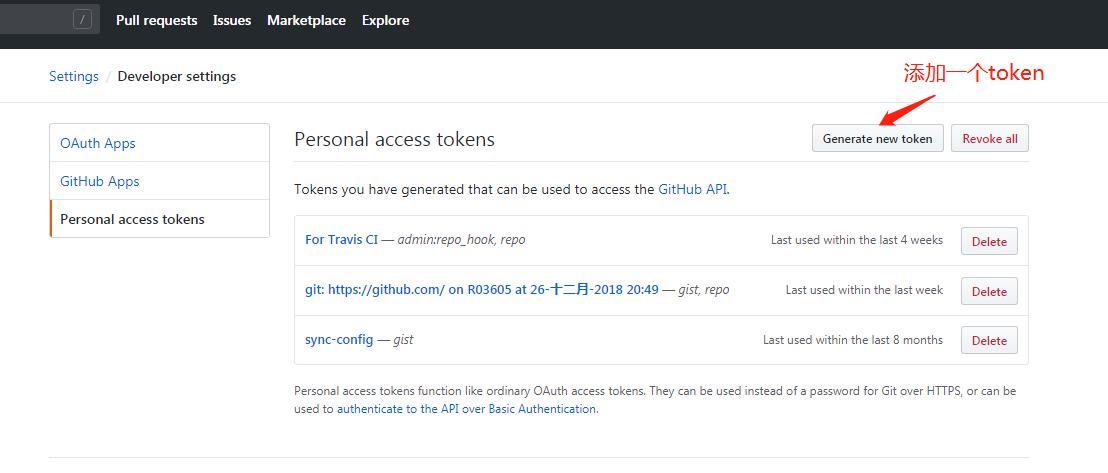 / Pull requests Issues Marketplace Explore
Settings / Developer settings
添加一个token
OAuth Apps
GitHub Apps
Personal access tokens
Personal access tokens
Generate new token
Revoke all
Tokens you have generated that can be used to access the GitHub API.
For Travis CI — admin:repo_hook, repo
Last used within the last 4 weeks
Delete
git: https://github.com/ on R03605 at 26-十二月-2018 20:49 — gist, repo
Last used within the last week
Delete
sync-config — gist
Last used within the last 8 months
Delete
Personal access tokens function like ordinary OAuth access tokens. They can be used instead of a password for Git over HTTPS, or can be
used to authenticate to the API over Basic Authentication.